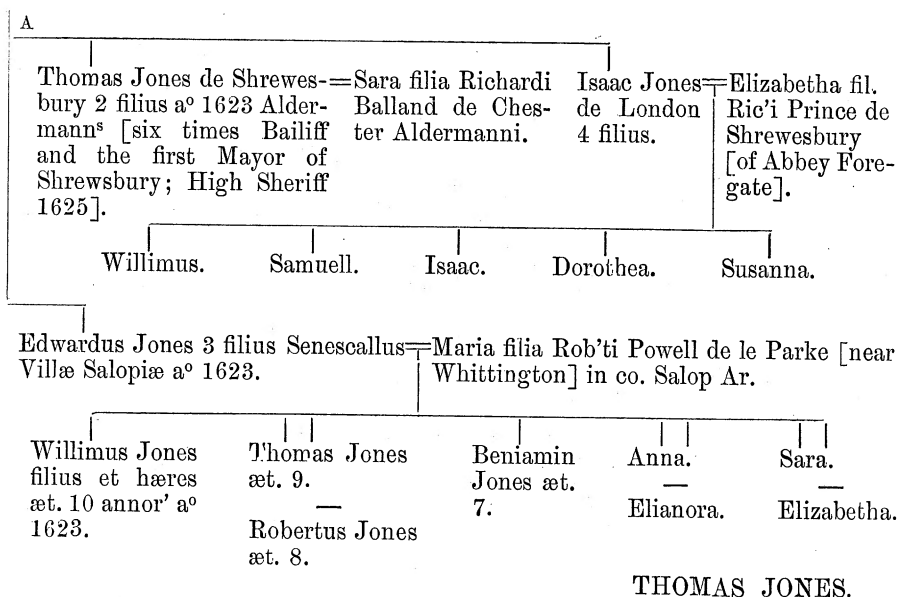 A
Thomas Jones de Shrewes-
bury 2 filius aº 1623 Alder-
mannˢ [six times Bailiff
and the first Mayor of
Shrewsbury; High Sheriff
1625].
Sara filia Richardi
Balland de Ches-
ter Aldermanni.
Isaac Jones
de London
4 filius.
Elizabetha fil.
Ric'i Prince de
Shrewesbury
[of Abbey Fore-
gate].
Willimus.
Samuell.
Isaac.
Dorothea.
Susanna.
Edwardus Jones 3 filius Senescallus
Villæ Salopiæ aº 1623.
Maria filia Rob'ti Powell de le Parke [near
Whittington] in co. Salop Ar.
Willimus Jones
filius et hæres
æt. 10 annor' aº
1623.
Thomas Jones
æt. 9.
Robertus Jones
æt. 8.
Beniamin
Jones æt.
7.
Anna.
Elianora.
Sara.
Elizabetha.
THOMAS JONES.